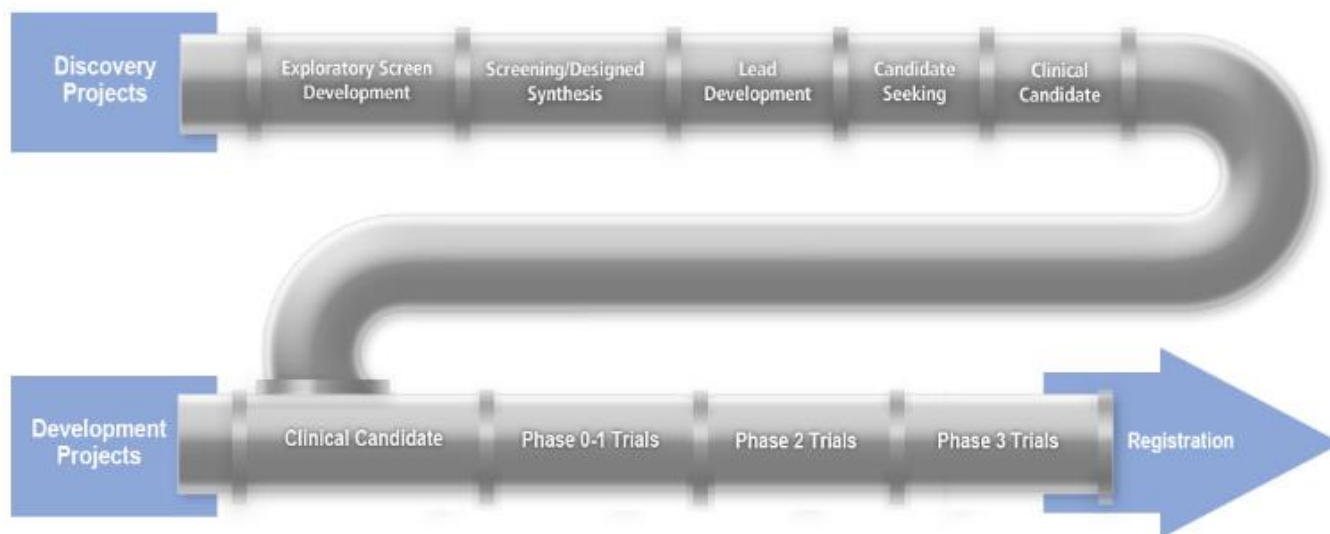 Discovery
Projects
Exploratory Screen
Development
Screening/Designed
Synthesis
Lead
Development
Candidate
Seeking
Clinical
Candidate
Development
Projects
Clinical Candidate
Phase 0-1 Trials
Phase 2 Trials
Phase 3 Trials
Registration